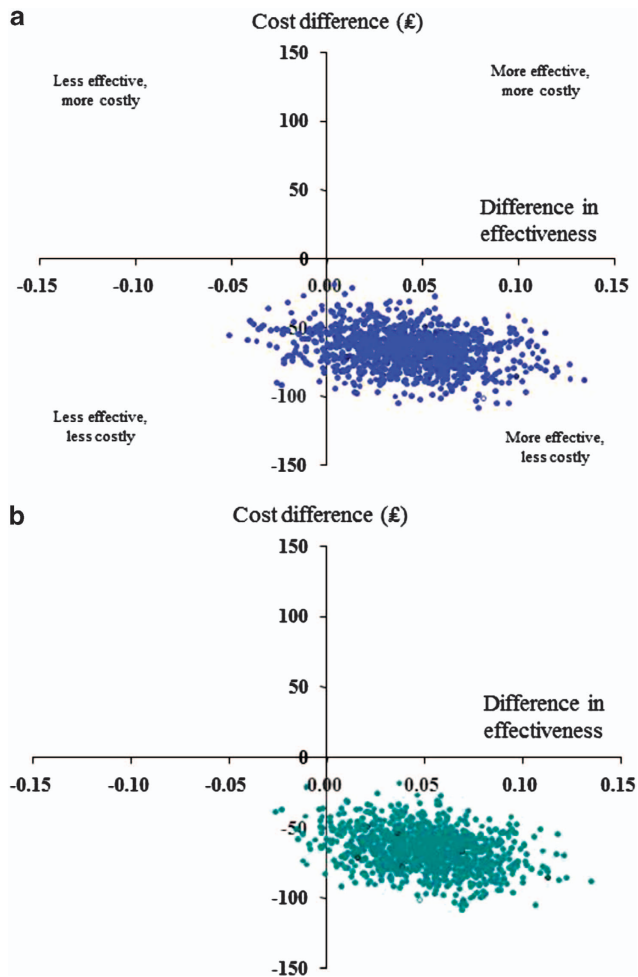 a
Cost difference (₤)
150
Less effective,
more costly
More effective,
more costly
100
50
Difference in
effectiveness
0
-0.15 -0.10 -0.05 0.00 0.05 0.10 0.15
-50
-100
Less effective,
less costly
More effective,
less costly
-150
b
Cost difference (₤)
150
100
50
Difference in
effectiveness
0
-0.15 -0.10 -0.05 0.00 0.05 0.10 0.15
-50
-100
-150